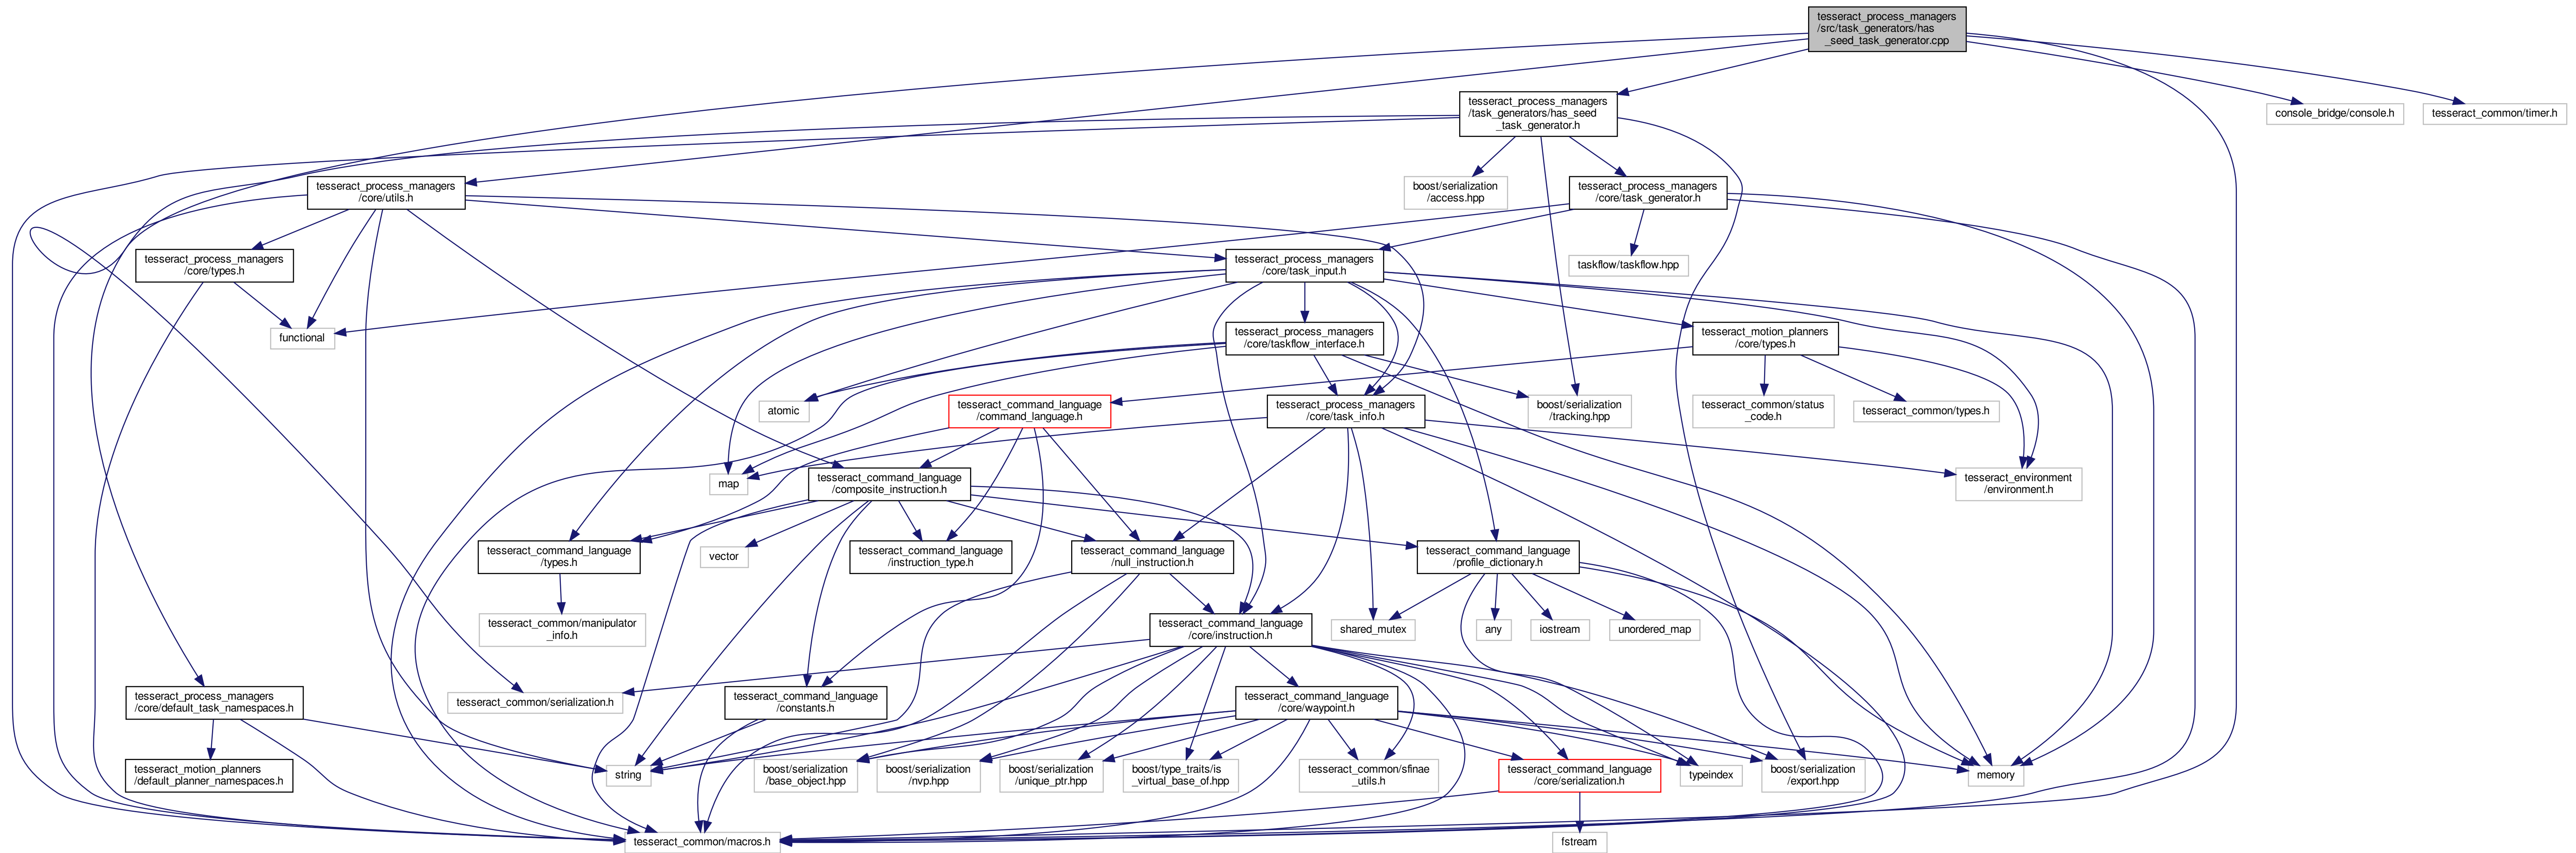 tesseract_process_managers
/src/task_generators/has
_seed_task_generator.cpp
tesseract_process_managers
/task_generators/has_seed
_task_generator.h
console_bridge/console.h
tesseract_common/timer.h
tesseract_process_managers
/core/utils.h
boost/serialization
/access.hpp
tesseract_process_managers
/core/task_generator.h
tesseract_process_managers
/core/types.h
tesseract_process_managers
/core/task_input.h
taskflow/taskflow.hpp
functional
tesseract_process_managers
/core/taskflow_interface.h
tesseract_motion_planners
/core/types.h
atomic
tesseract_command_language
/command_language.h
tesseract_process_managers
/core/task_info.h
boost/serialization
/tracking.hpp
tesseract_common/status
_code.h
tesseract_common/types.h
map
tesseract_command_language
/composite_instruction.h
tesseract_environment
/environment.h
tesseract_command_language
/types.h
vector
tesseract_command_language
/instruction_type.h
tesseract_command_language
/null_instruction.h
tesseract_command_language
/profile_dictionary.h
tesseract_common/manipulator
_info.h
tesseract_command_language
/core/instruction.h
shared_mutex
any
iostream
unordered_map
tesseract_process_managers
/core/default_task_namespaces.h
tesseract_common/serialization.h
tesseract_command_language
/constants.h
tesseract_command_language
/core/waypoint.h
tesseract_motion_planners
/default_planner_namespaces.h
string
boost/serialization
/base_object.hpp
boost/serialization
/nvp.hpp
boost/serialization
/unique_ptr.hpp
boost/type_traits/is
_virtual_base_of.hpp
tesseract_common/sfinae
_utils.h
tesseract_command_language
/core/serialization.h
typeindex
boost/serialization
/export.hpp
memory
tesseract_common/macros.h
fstream